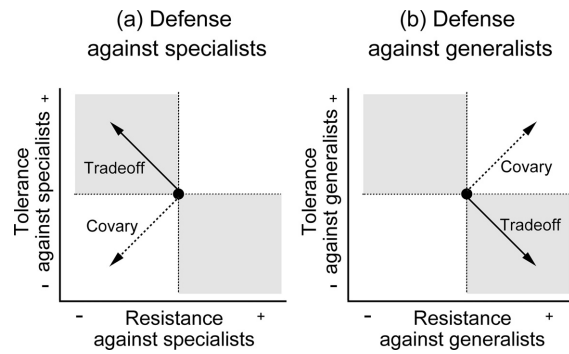 (a) Defense
against specialists
(b) Defense
against generalists
Tolerance
- against specialists +
Tradeoff
Covary
- Resistance +
against specialists
Tolerance
- against generalists +
Covary
Tradeoff
- Resistance +
against generalists